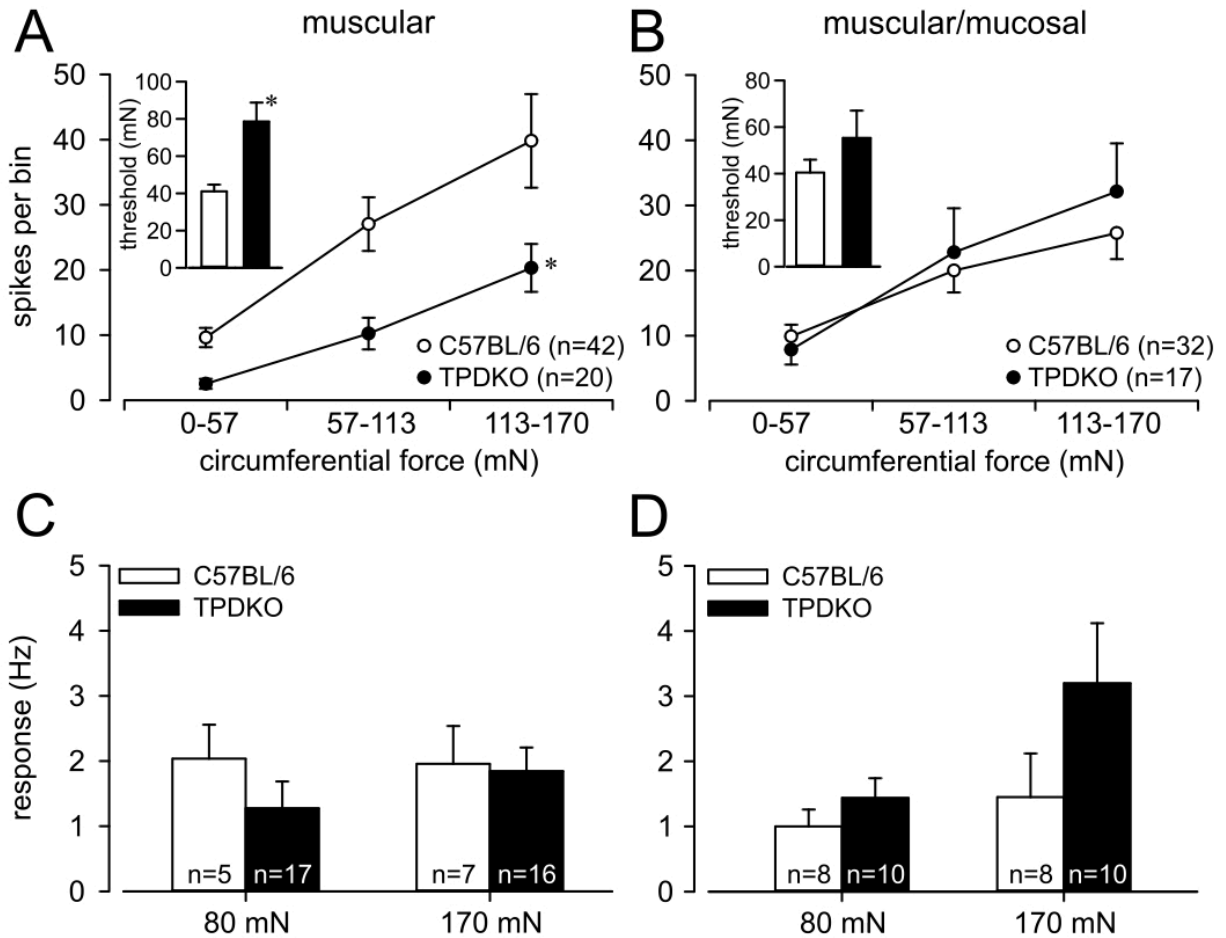 A
muscular
50
40
30
20
10
0
spikes per bin
100
80
60
40
20
0
threshold (mN)
*
*
C57BL/6 (n=42)
TPDKO (n=20)
0-57
57-113
113-170
circumferential force (mN)
B
muscular/mucosal
50
40
30
20
10
0
80
60
40
20
0
threshold (mN)
C57BL/6 (n=32)
TPDKO (n=17)
0-57
57-113
113-170
circumferential force (mN)
C
5
4
3
2
1
0
response (Hz)
C57BL/6
TPDKO
n=5
n=17
n=7
n=16
80 mN
170 mN
D
5
4
3
2
1
0
C57BL/6
TPDKO
n=8
n=10
n=8
n=10
80 mN
170 mN